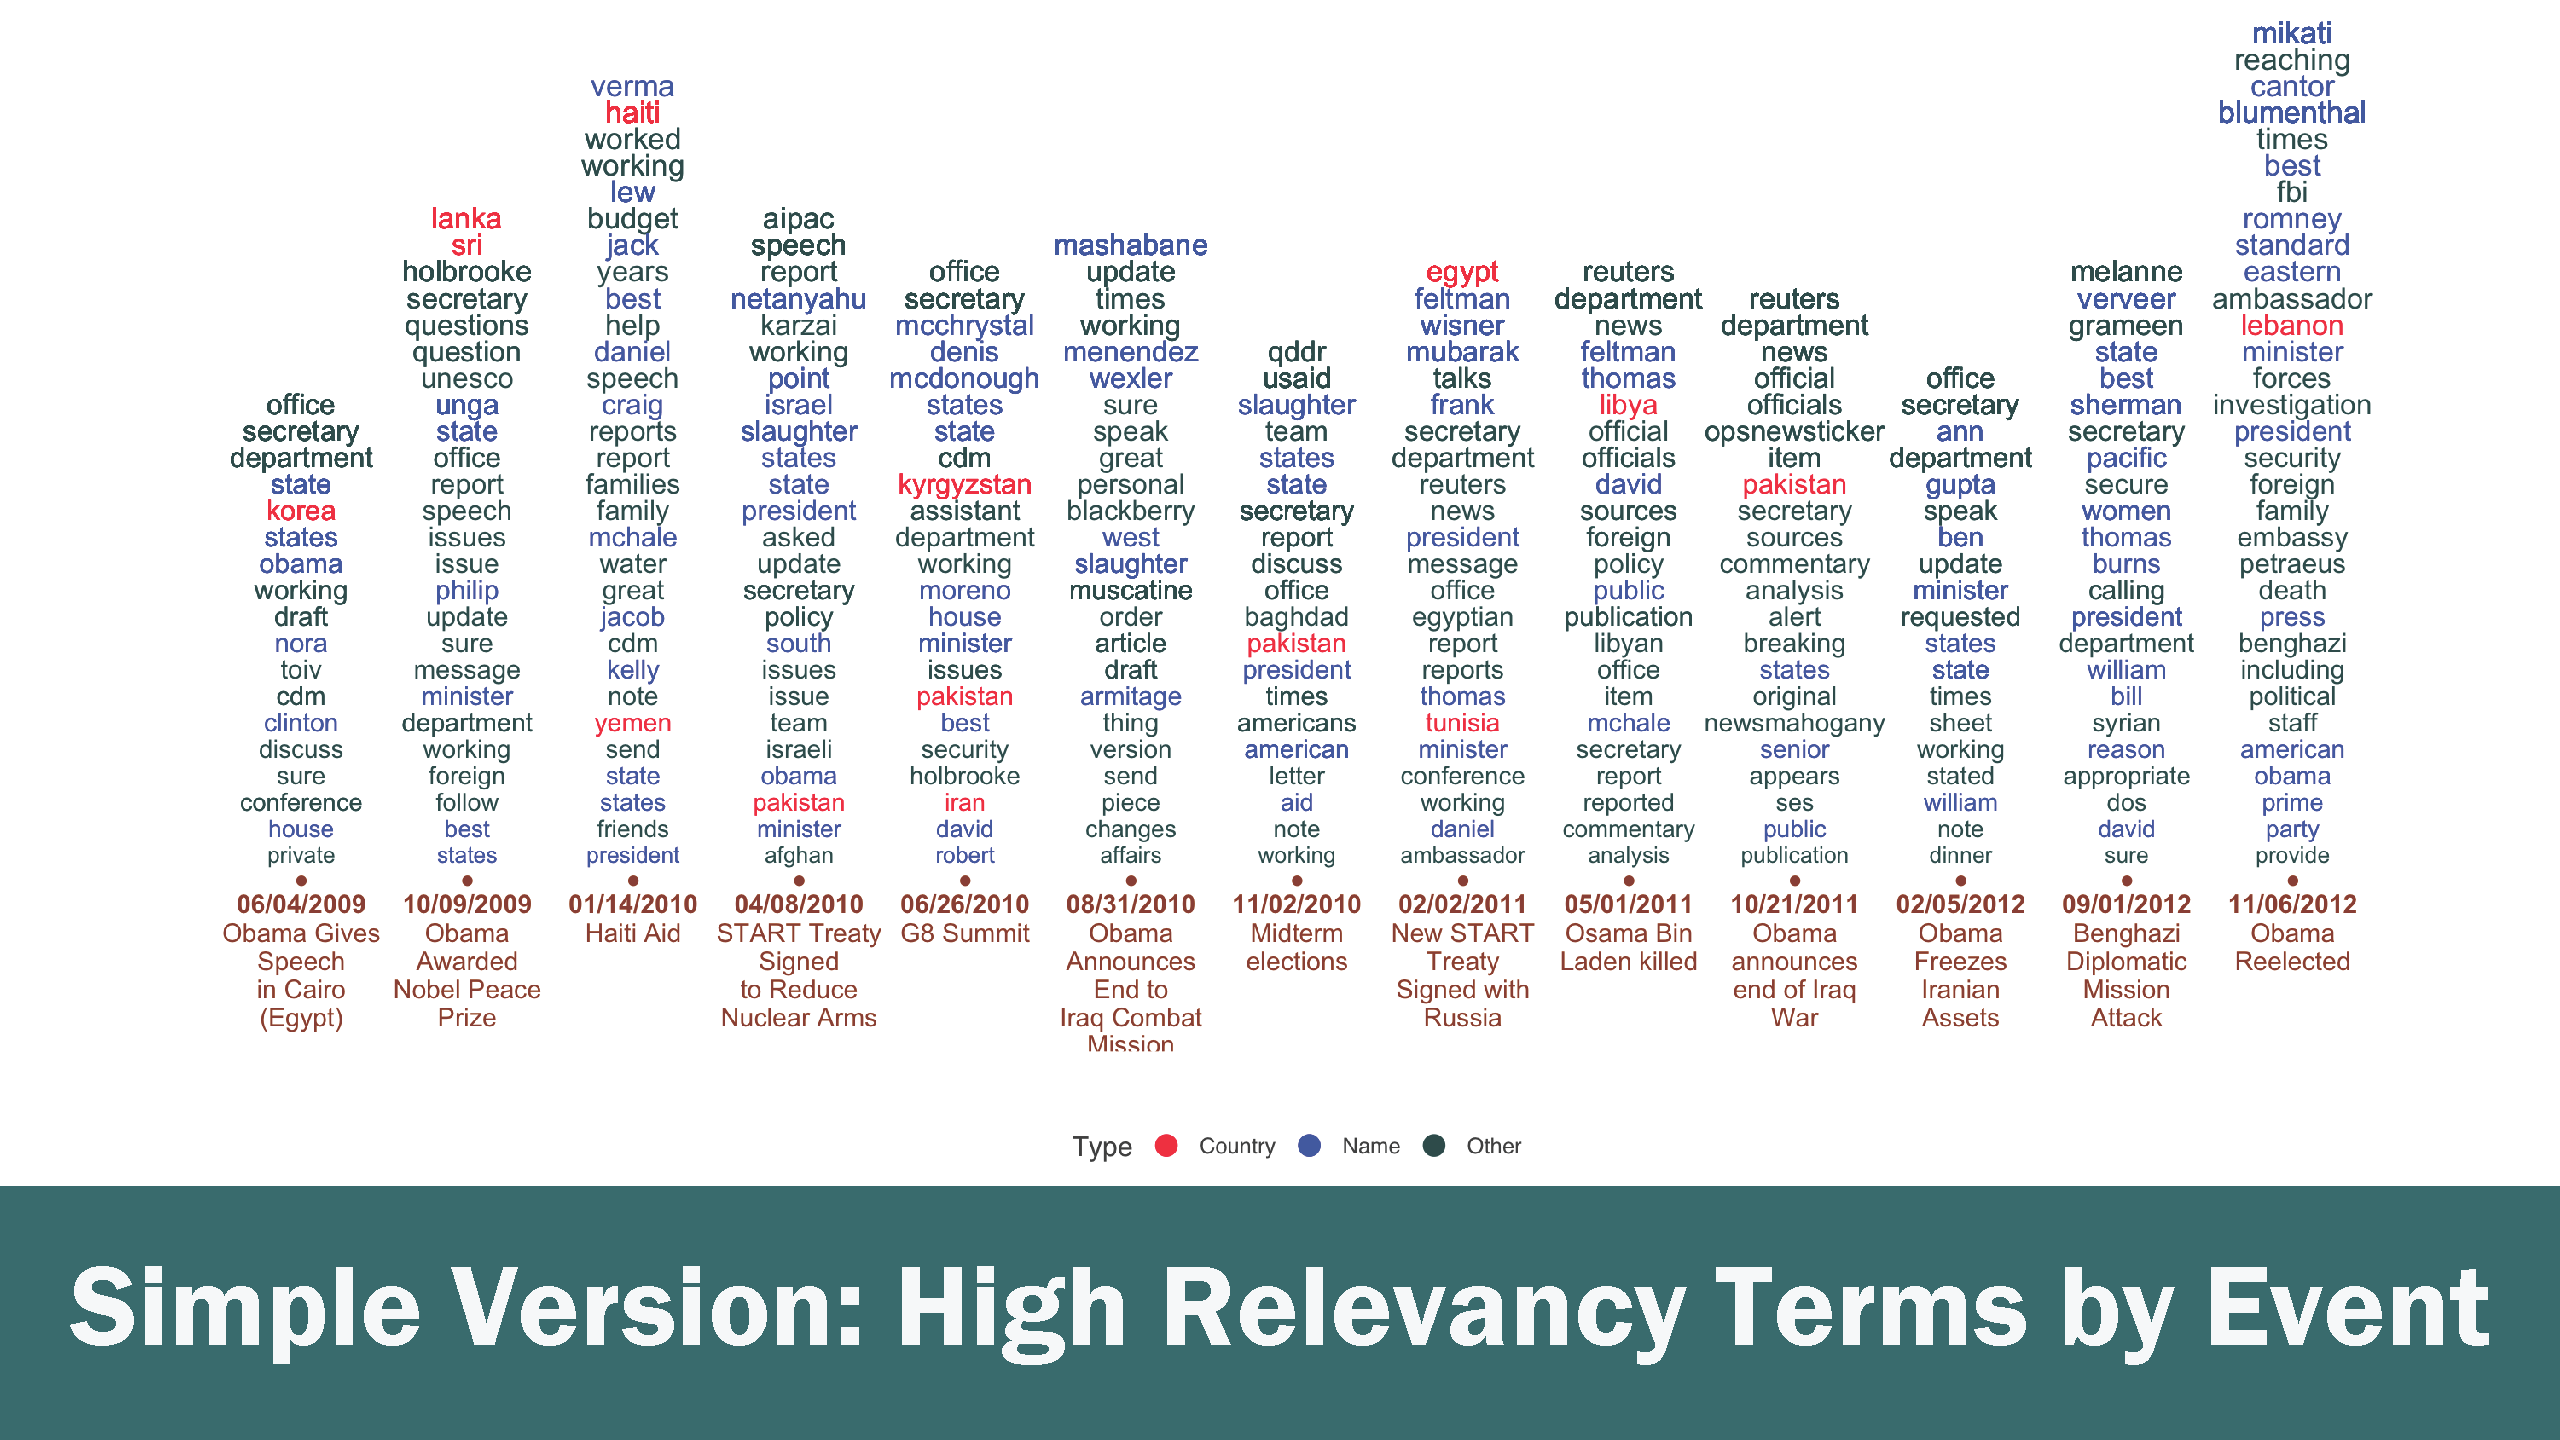 verma
haiti
worked
working
lew
budget
jack
years
best
help
daniel
speech
craig
reports
report
families
family
mchale
water
great
jacob
cdm
kelly
note
yemen
send
state
states
friends
president
01/14/2010
Haiti Aid
office
secretary
department
state
korea
states
obama
working
draft
nora
toiv
cdm
clinton
discuss
sure
conference
house
private
06/04/2009
Obama Gives
Speech
in Cairo
(Egypt)
lanka
sri
holbrooke
secretary
questions
question
unesco
unga
state
office
report
speech
issues
issue
philip
update
sure
message
minister
department
working
foreign
follow
best
states
10/09/2009
Obama
Awarded
Nobel Peace
Prize
aipac
speech
report
netanyahu
karzai
working
point
israel
slaughter
states
state
president
asked
update
secretary
policy
south
issues
issue
team
israeli
obama
pakistan
minister
afghan
04/08/2010
START Treaty
Signed
to Reduce
Nuclear Arms
office
secretary
mcchrystal
denis
mcdonough
states
state
cdm
kyrgyzstan
assistant
department
working
moreno
house
minister
issues
pakistan
best
security
holbrooke
iran
david
robert
06/26/2010
G8 Summit
mashabane
update
times
working
menendez
wexler
sure
speak
great
personal
blackberry
west
slaughter
muscatine
order
article
draft
armitage
thing
version
send
piece
changes
affairs
08/31/2010
Obama
Announces
End to
Iraq Combat
Mission
qddr
usaid
slaughter
team
states
state
secretary
report
discuss
office
baghdad
pakistan
president
times
americans
american
letter
aid
note
working
11/02/2010
Midterm
elections
egypt
feltman
wisner
mubarak
talks
frank
secretary
department
reuters
news
president
message
office
egyptian
report
reports
thomas
tunisia
minister
conference
working
daniel
ambassador
02/02/2011
New START
Treaty
Signed with
Russia
reuters
department
news
feltman
thomas
libya
official
officials
david
sources
foreign
policy
public
publication
libyan
office
item
mchale
secretary
report
reported
commentary
analysis
05/01/2011
Osama Bin
Laden killed
reuters
department
news
official
officials
opsnewsticker
item
pakistan
secretary
sources
commentary
analysis
alert
breaking
states
original
newsmahogany
senior
appears
ses
public
publication
10/21/2011
Obama
announces
end of Iraq
War
office
secretary
ann
department
gupta
speak
ben
update
minister
requested
states
state
times
sheet
working
stated
william
note
dinner
02/05/2012
Obama
Freezes
Iranian
Assets
melanne
verveer
grameen
state
best
sherman
secretary
pacific
secure
women
thomas
burns
calling
president
department
william
bill
syrian
reason
appropriate
dos
david
sure
09/01/2012
Benghazi
Diplomatic
Mission
Attack
mikati
reaching
cantor
blumenthal
times
best
fbi
romney
standard
eastern
ambassador
lebanon
minister
forces
investigation
president
security
foreign
family
embassy
petraeus
death
press
benghazi
including
political
staff
american
obama
prime
party
provide
11/06/2012
Obama
Reelected
Type Country Name Other
Simple Version: High Relevancy Terms by Event